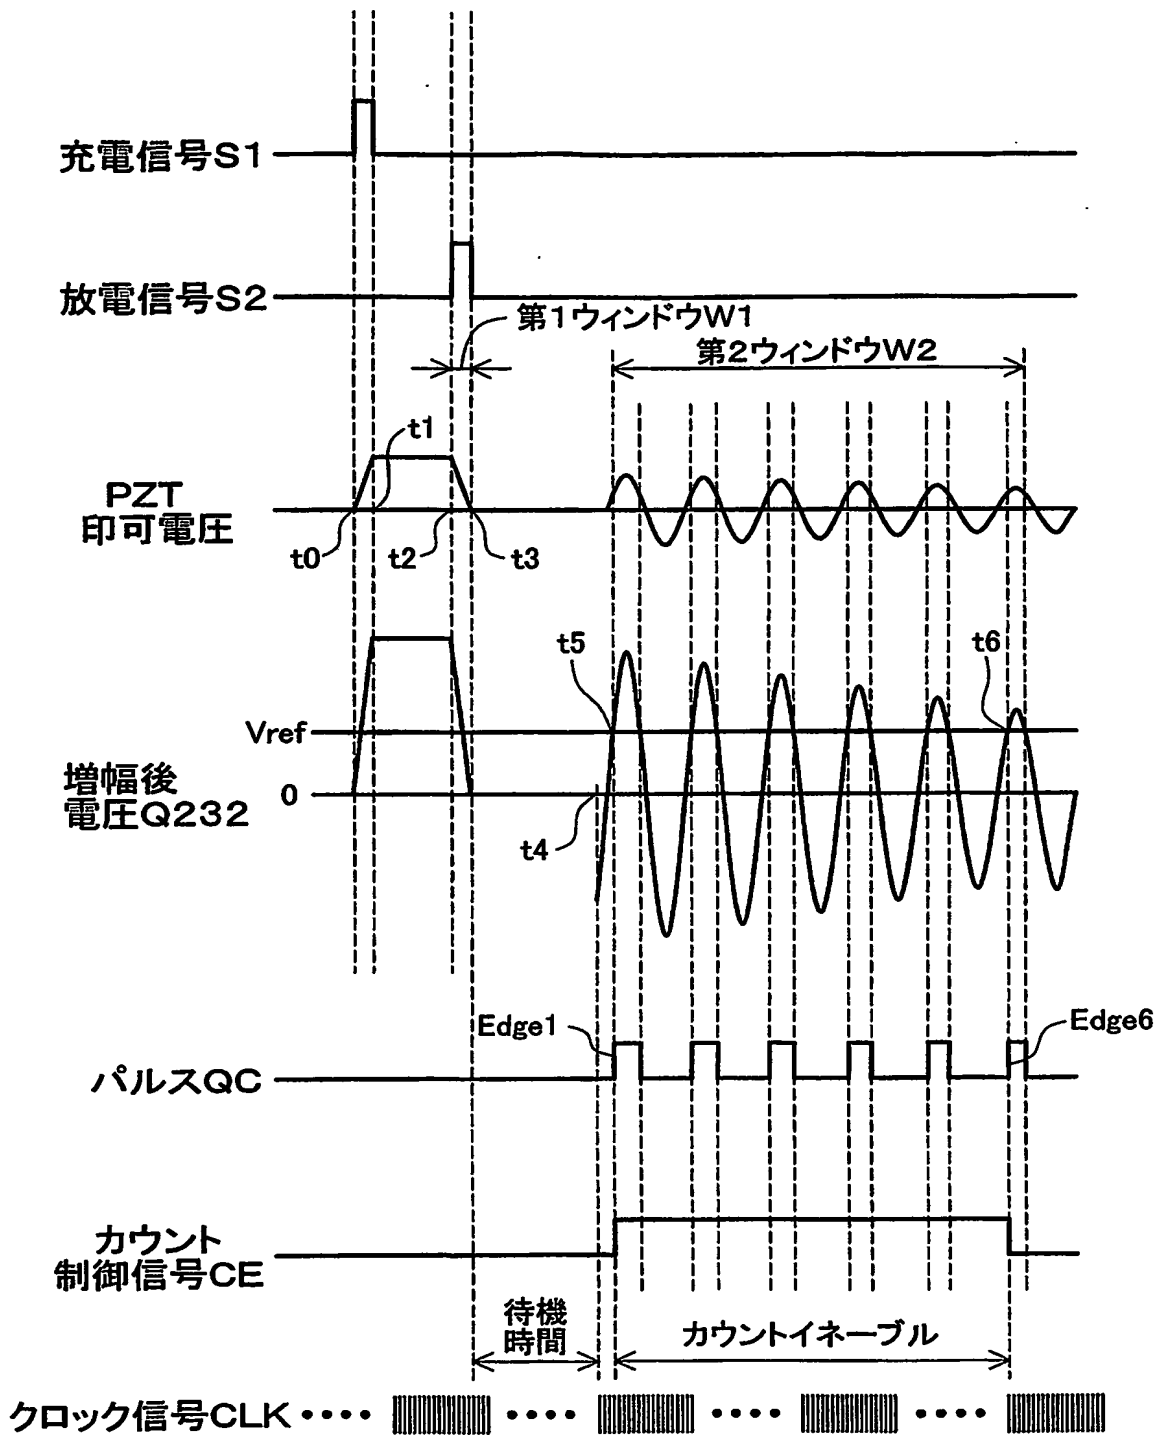 充電信号S1
放電信号S2
第1ウィンドウW1
第2ウィンドウW2
t1
PZT
印可電圧
t0
t2
t3
t5
t6
Vref
増幅後
電圧Q232
0
t4
Edge1
Edge6
パルスQC
カウント
制御信号CE
待機
時間
カウントイネーブル
クロック信号CLK